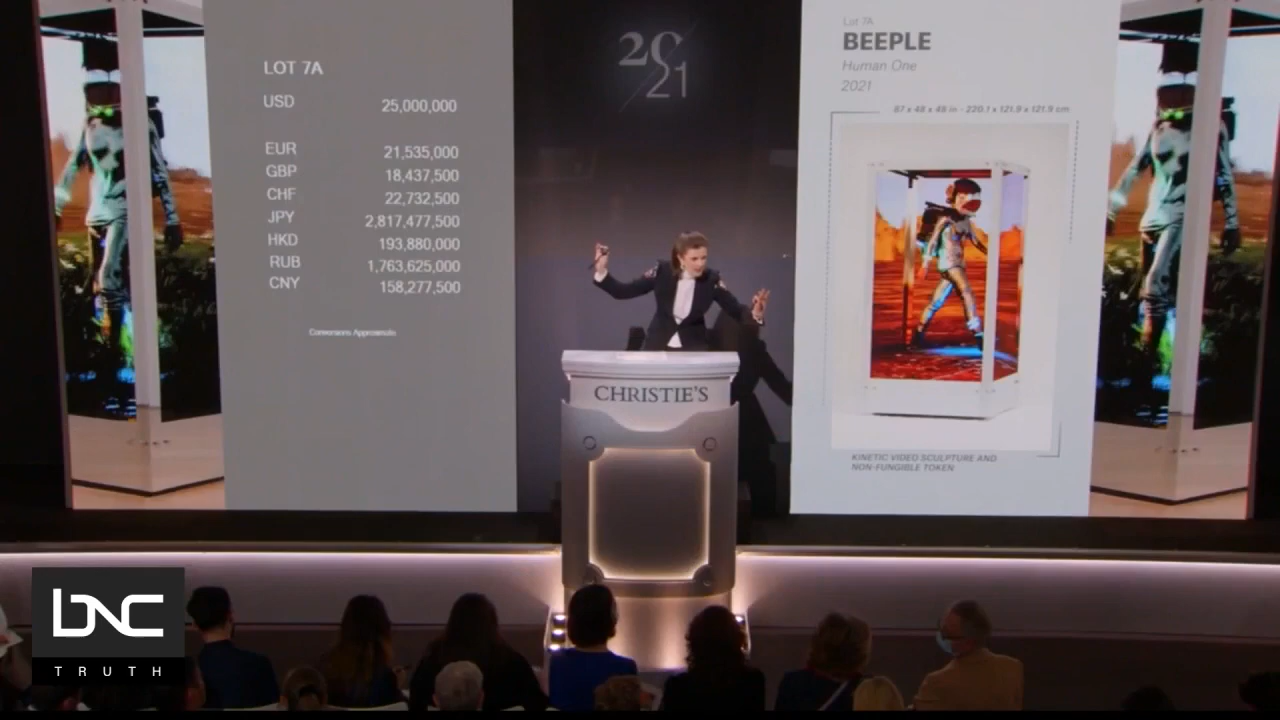 LOT 7A
USD 25,000,000
EUR 21,535,000
GBP 18,437,500
CHF 22,732,500
JPY 2,817,477,500
HKD 193,880,000
RUB 1,763,625,000
CNY 158,277,500
Conversions Approximate
20
21
Lot 7A
BEEPLE
Human One
2021
87 x 48 x 48 in - 220.1 x 121.9 x 121.9 cm
KINETIC VIDEO SCULPTURE AND
NON-FUNGIBLE TOKEN
CHRISTIE'S
BNC
TRUTH